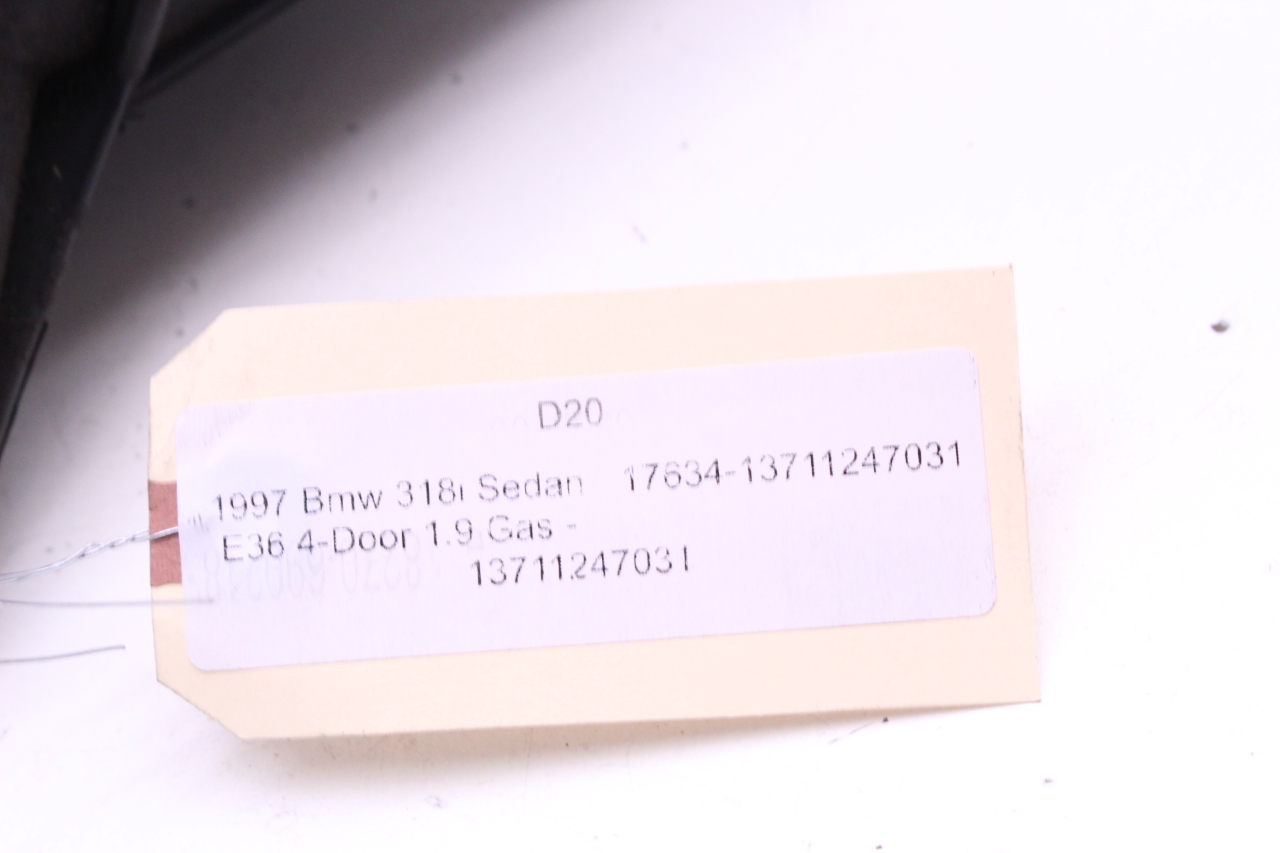 D20
1997 Bmw 318i Sedan 17634-13711247031
E36 4-Door 1.9 Gas -
13711247031